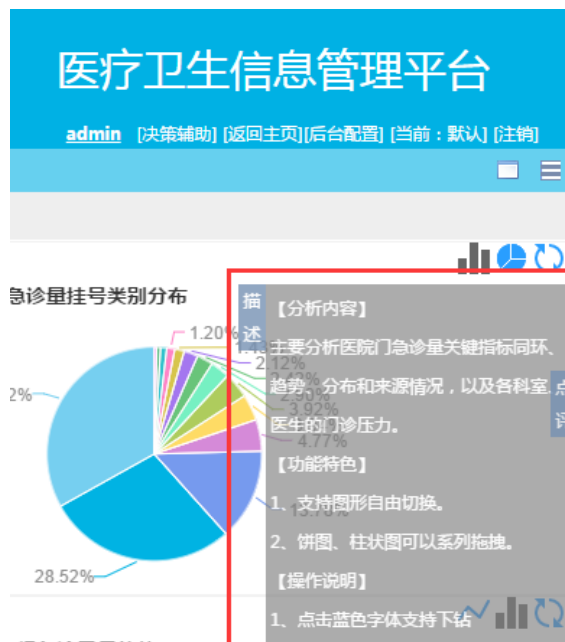 医疗卫生信息管理平台
admin [决策辅助] [返回主页][后台配置] [当前：默认] [注销]
急诊量挂号类别分布
描述
【分析内容】
主要分析医院门急诊量关键指标同环、
趋势、分布和来源情况，以及各科室、
医生的门诊压力。
【功能特色】
1、支持图形自由切换。
2、饼图、柱状图可以系列拖拽。
【操作说明】
1、点击蓝色字体支持下钻
点评
1.20%
2.12%
3.92%
4.77%
2%
28.52%